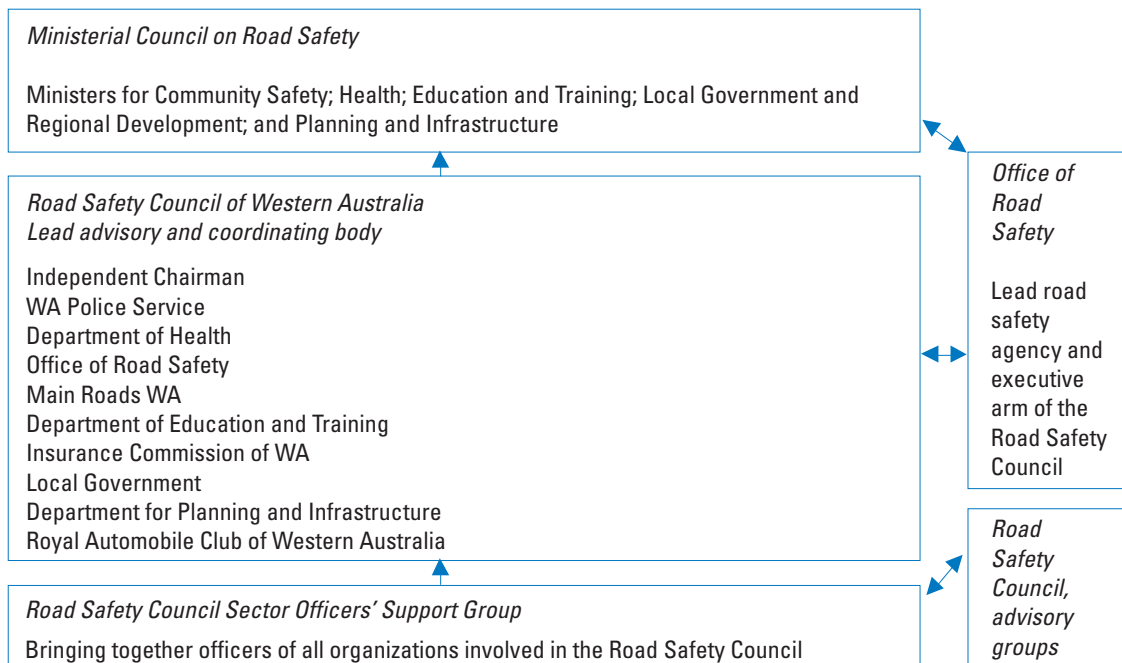 Ministerial Council on Road Safety
Ministers for Community Safety; Health; Education and Training; Local Government and
Regional Development; and Planning and Infrastructure
Road Safety Council of Western Australia
Lead advisory and coordinating body
Independent Chairman
WA Police Service
Department of Health
Office of Road Safety
Main Roads WA
Department of Education and Training
Insurance Commission of WA
Local Government
Department for Planning and Infrastructure
Royal Automobile Club of Western Australia
Office of
Road
Safety
Lead road
safety
agency and
executive
arm of the
Road Safety
Council
Road Safety Council Sector Officers’ Support Group
Bringing together officers of all organizations involved in the Road Safety Council
Road
Safety
Council,
advisory
groups